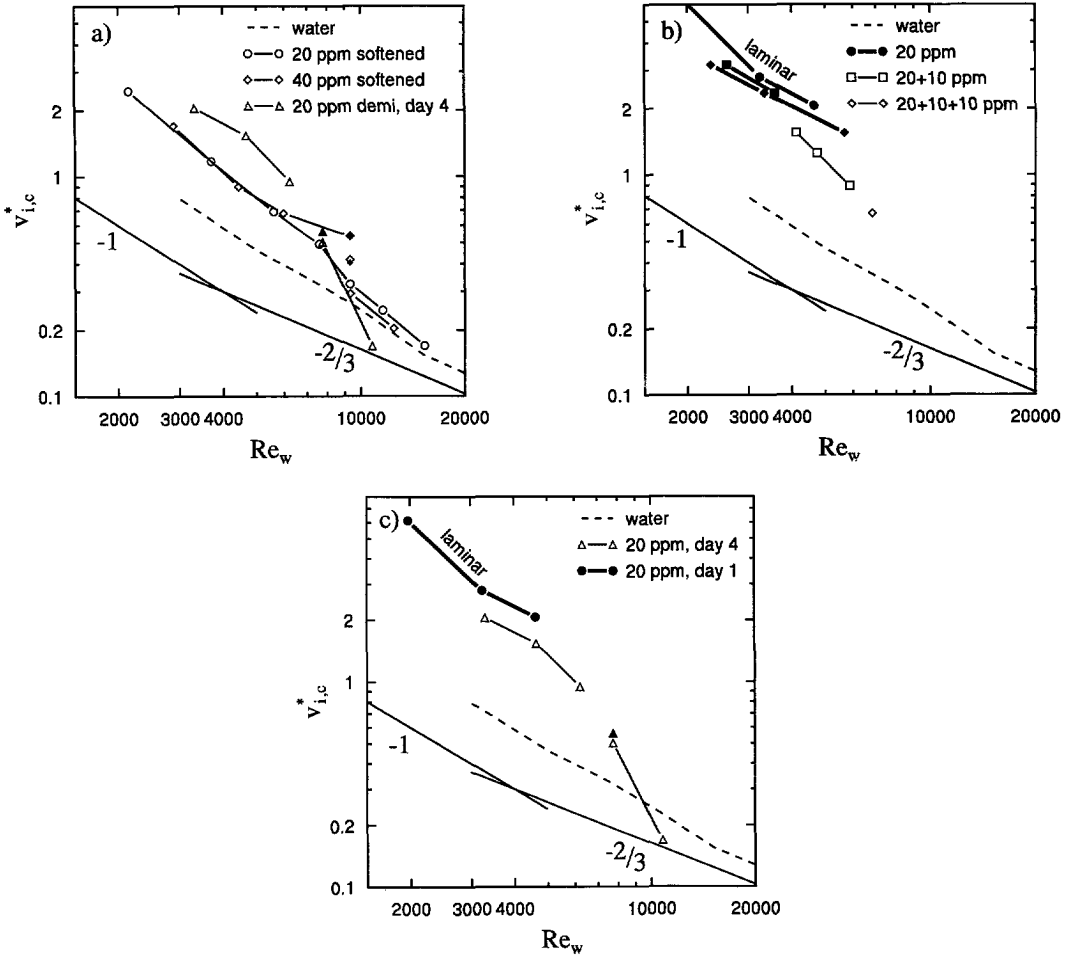 a)
water
20 ppm softened
40 ppm softened
20 ppm demi, day 4
2
1
0.2
0.1
v*i,c
-1
-2/3
2000
3000
4000
10000
20000
Rew
b)
water
20 ppm
20+10 ppm
20+10+10 ppm
laminar
2
1
0.2
0.1
v*i,c
-1
-2/3
2000
3000
4000
10000
20000
Rew
c)
water
20 ppm, day 4
20 ppm, day 1
laminar
2
1
0.2
0.1
v*i,c
-1
-2/3
2000
3000
4000
10000
20000
Rew